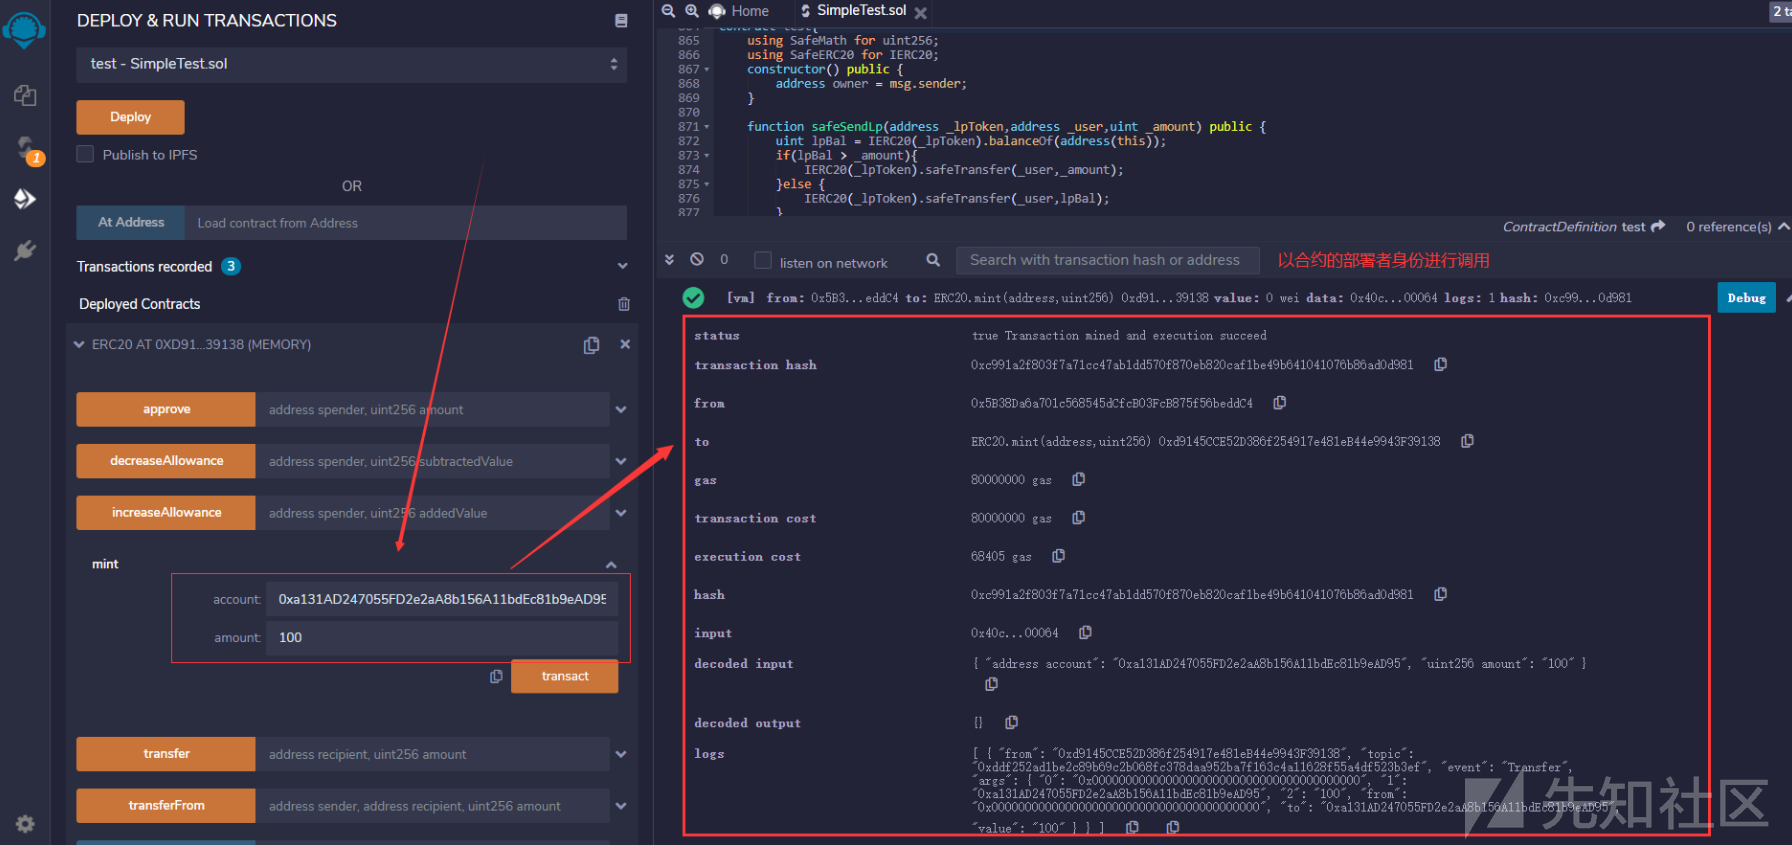 DEPLOY & RUN TRANSACTIONS
test - SimpleTest.sol
Deploy
Publish to IPFS
OR
At Address Load contract from Address
Transactions recorded 3
Deployed Contracts
ERC20 AT 0XD91...39138 (MEMORY)
approve address spender, uint256 amount
decreaseAllowance address spender, uint256 subtractedValue
increaseAllowance address spender, uint256 addedValue
mint
account: 0xa131AD247055FD2e2aA8b156A11bdEc81b9eAD95
amount: 100
transact
transfer address recipient, uint256 amount
transferFrom address sender, address recipient, uint256 amount
1
Home SimpleTest.sol
2 ta
865 using SafeMath for uint256;
866 using SafeERC20 for IERC20;
867 constructor() public {
868 address owner = msg.sender;
869 }
870
871 function safeSendLp(address _lpToken,address _user,uint _amount) public {
872 uint lpBal = IERC20(_lpToken).balanceOf(address(this));
873 if(lpBal > _amount){
874 IERC20(_lpToken).safeTransfer(_user,_amount);
875 }else {
876 IERC20(_lpToken).safeTransfer(_user,lpBal);
877 }
ContractDefinition test 0 reference(s)
0 listen on network Search with transaction hash or address 以合约的部署者身份进行调用
[vm] from: 0x5B3...eddC4 to: ERC20.mint(address,uint256) 0xd91...39138 value: 0 wei data: 0x40c...00064 logs: 1 hash: 0xc99...0d981 Debug
status true Transaction mined and execution succeed
transaction hash 0xc991a2f803f7a71cc47ab1dd570f870eb820caf1be49b641041076b86ad0d981
from 0x5B38Da6a701c568545dCfcB03FcB875f56beddC4
to ERC20.mint(address,uint256) 0xd9145CCE52D386f254917e481eB44e9943F39138
gas 80000000 gas
transaction cost 80000000 gas
execution cost 68405 gas
hash 0xc991a2f803f7a71cc47ab1dd570f870eb820caf1be49b641041076b86ad0d981
input 0x40c...00064
decoded input { "address account": "0xa131AD247055FD2e2aA8b156A11bdEc81b9eAD95", "uint256 amount": "100" }
decoded output {}
logs [ { "from": "0xd9145CCE52D386f254917e481eB44e9943F39138", "topic":
"0xddf252ad1be2c89b69c2b068fc378daa952ba7f163c4a11628f55a4df523b3ef", "event": "Transfer",
"args": { "0": "0x0000000000000000000000000000000000000000", "1":
"0xa131AD247055FD2e2aA8b156A11bdEc81b9eAD95", "2": "100", "from":
"0x0000000000000000000000000000000000000000", "to": "0xa131AD247055FD2e2aA8b156A11bdEc81b9eAD95",
"value": "100" } } ]
先知社区